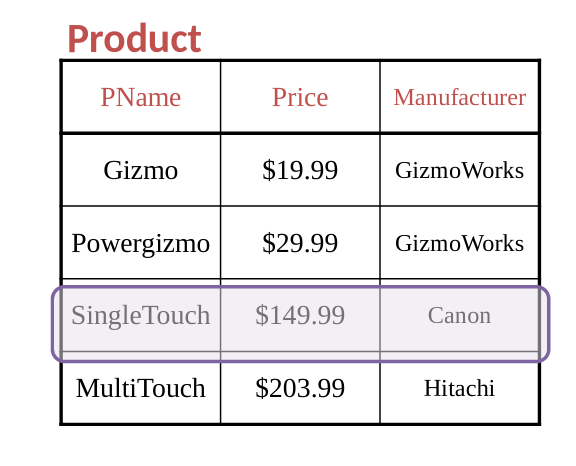 Product
PName Price Manufacturer
Gizmo $19.99 GizmoWorks
Powergizmo $29.99 GizmoWorks
SingleTouch $149.99 Canon
MultiTouch $203.99 Hitachi